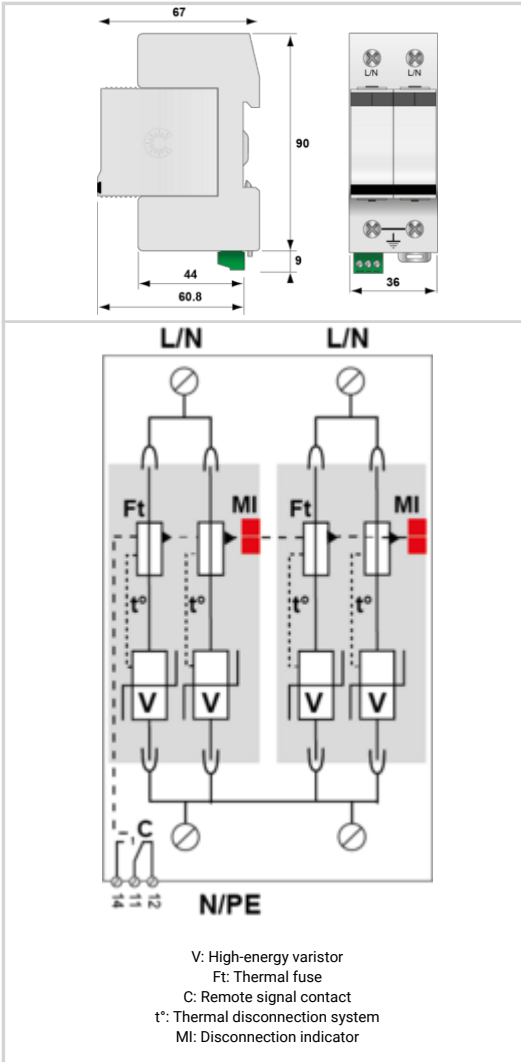 67
L/N L/N
90
9
44
60.8
36
L/N L/N
Ft MI Ft MI
t° t° t° t°
V V V V
C
14 11 12
N/PE
V: High-energy varistor
Ft: Thermal fuse
C: Remote signal contact
t°: Thermal disconnection system
MI: Disconnection indicator